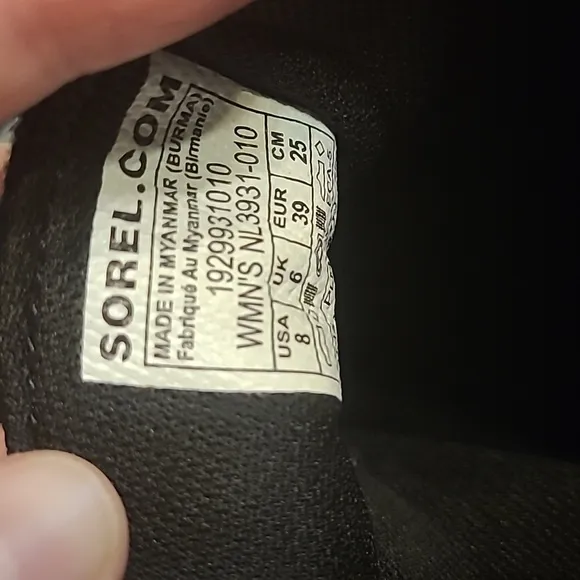 SOREL.COM
MADE IN MYANMAR (BURMA)
Fabriqué Au Myanmar (Birmanie)
1929931010
WMN'S NL3931-010
USA UK EUR CM
8 6 39 25